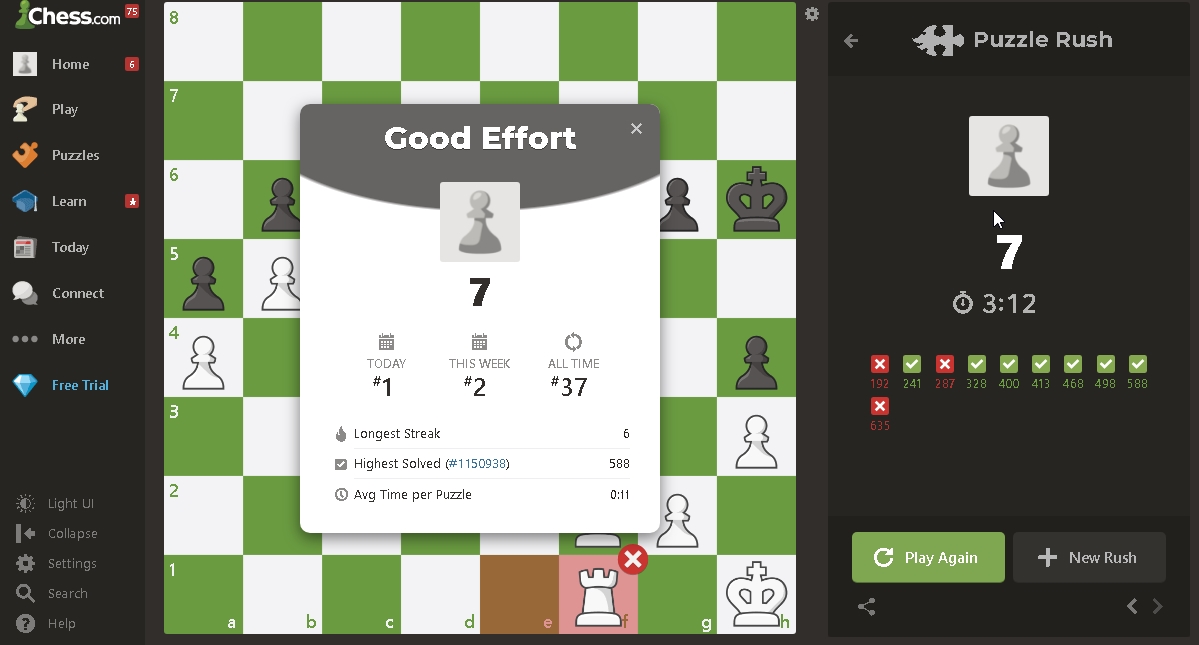 Chess.com 75
Home 6
Play
Puzzles
Learn
Today
Connect
More
Free Trial
Light UI
Collapse
Settings
Search
Help
8
7
6
5
4
3
2
1
a b c d e f g h
Good Effort
×
7
TODAY THIS WEEK ALL TIME
#1 #2 #37
Longest Streak 6
Highest Solved (#1150938) 588
Avg Time per Puzzle 0:11
Puzzle Rush
7
3:12
192 241 287 328 400 413 468 498 588
635
Play Again
New Rush